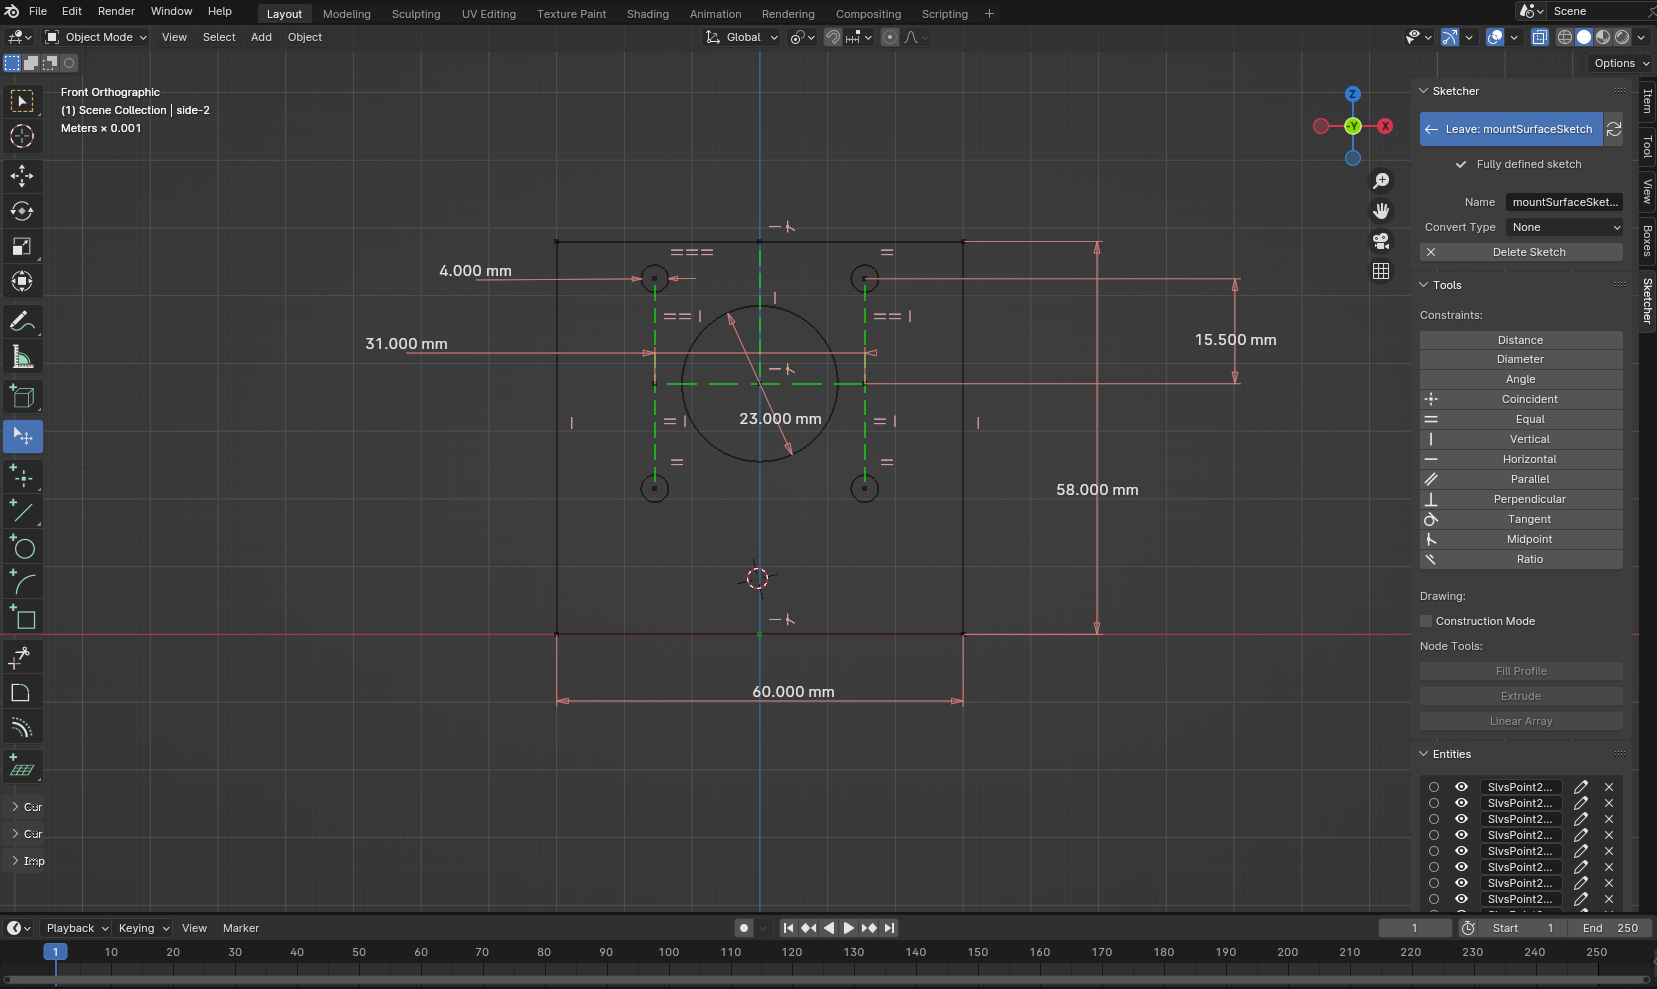 File Edit Render Window Help Layout Modeling Sculpting UV Editing Texture Paint Shading Animation Rendering Compositing Scripting + Scene
Object Mode View Select Add Object Global
Options
Front Orthographic
(1) Scene Collection | side-2
Meters × 0.001
Z
-Y
X
4.000 mm
31.000 mm
23.000 mm
15.500 mm
58.000 mm
60.000 mm
Cur
Cur
Imp
Sketcher
Leave: mountSurfaceSketch
Fully defined sketch
Name mountSurfaceSket...
Convert Type None
Delete Sketch
Tools
Constraints:
Distance
Diameter
Angle
Coincident
Equal
Vertical
Horizontal
Parallel
Perpendicular
Tangent
Midpoint
Ratio
Drawing:
Construction Mode
Node Tools:
Fill Profile
Extrude
Linear Array
Entities
SlvsPoint2...
SlvsPoint2...
SlvsPoint2...
SlvsPoint2...
SlvsPoint2...
SlvsPoint2...
SlvsPoint2...
SlvsPoint2...
Item
Tool
View
Boxes
Sketcher
Playback Keying View Marker 1 Start 1 End 250
1 10 20 30 40 50 60 70 80 90 100 110 120 130 140 150 160 170 180 190 200 210 220 230 240 250